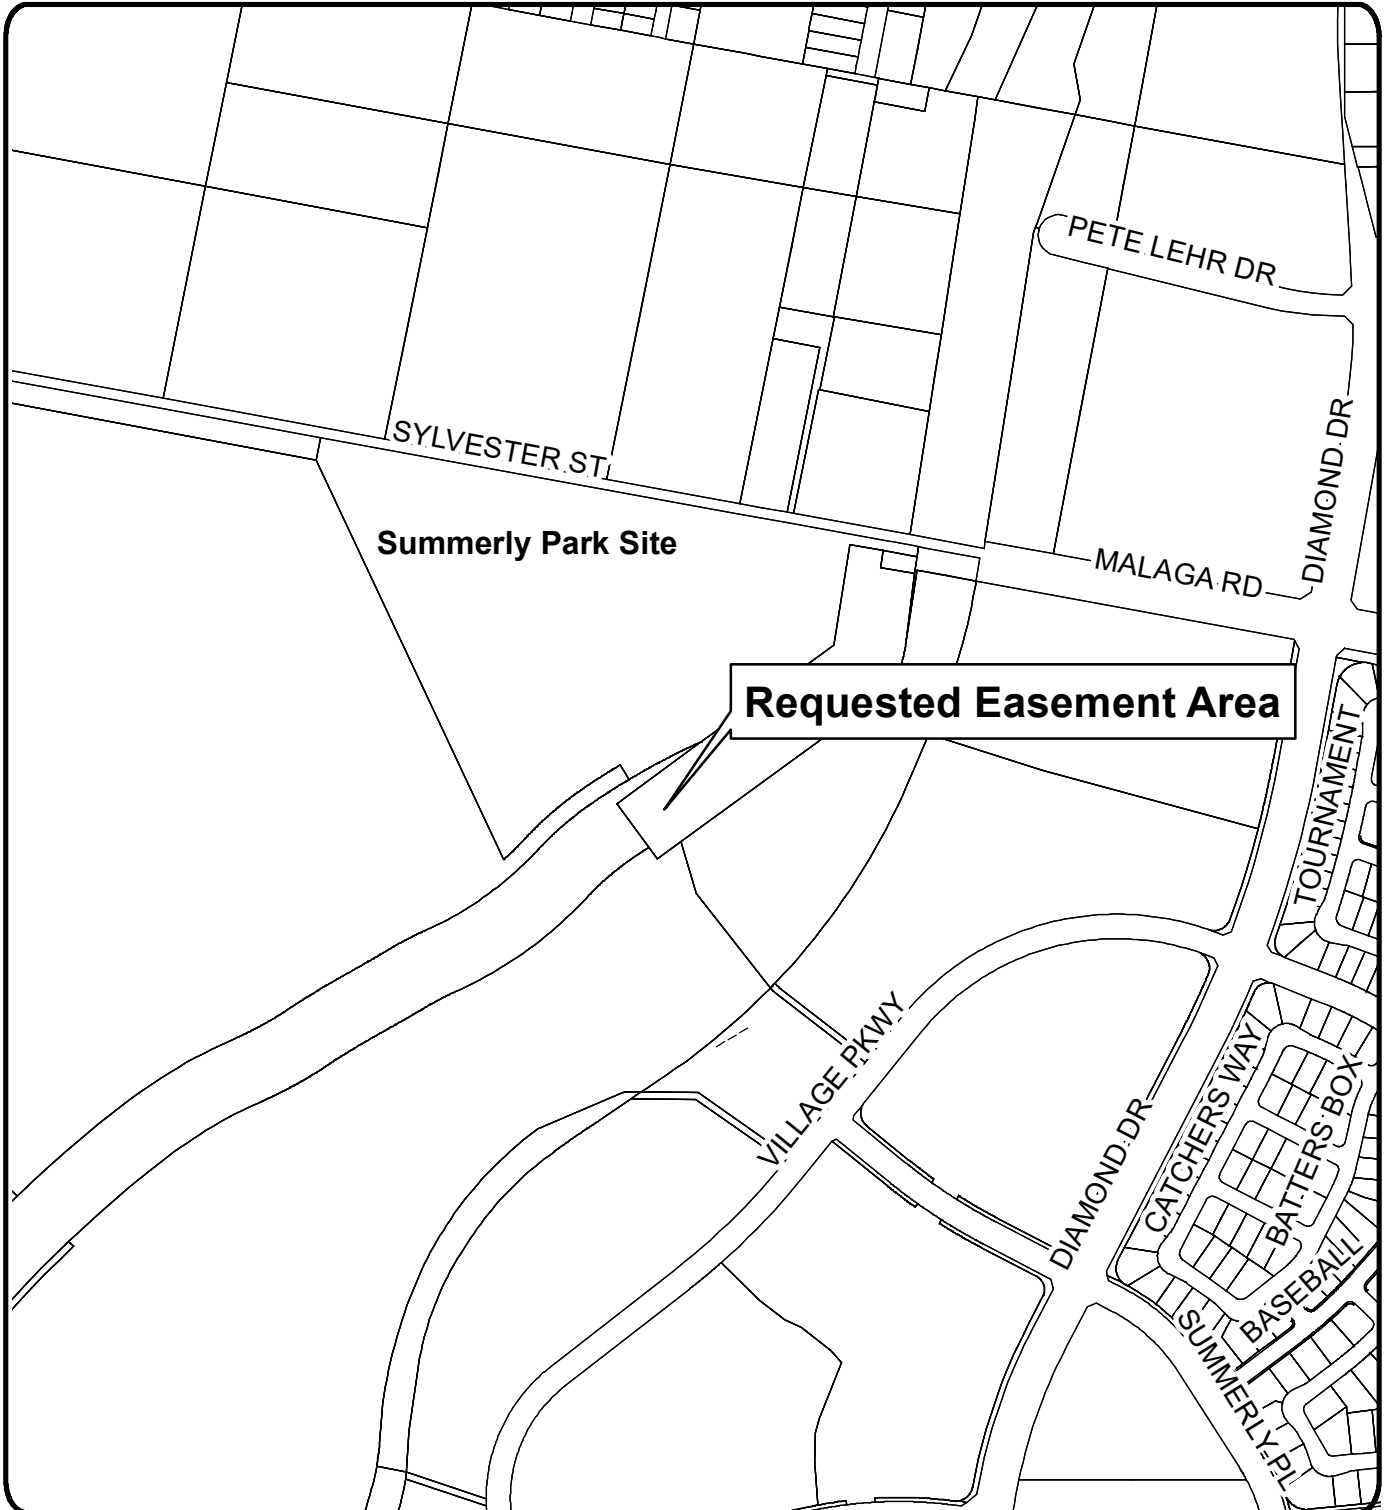 PETE LEHR DR
SYLVESTER ST
DIAMOND DR
Summerly Park Site
MALAGA RD
Requested Easement Area
TOURNAMENT
VILLAGE PKWY
DIAMOND DR
CATCHERS WAY
BATTERS BOX
BASEBALL
SUMMERLY PL